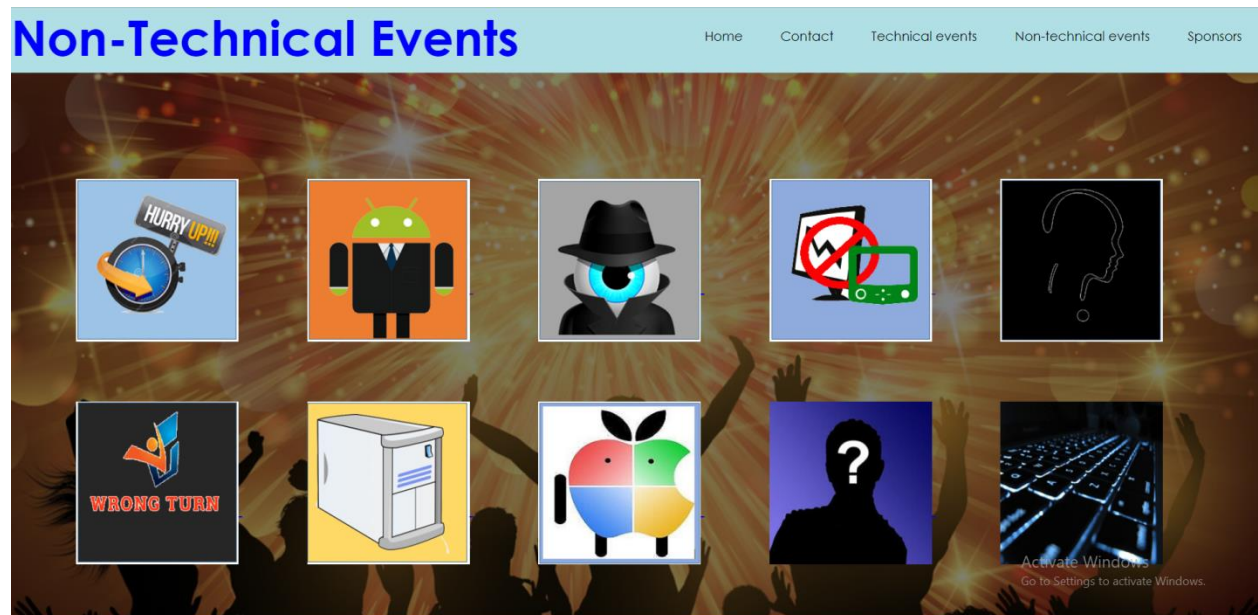 Non-Technical Events
Home Contact Technical events Non-technical events Sponsors
HURRY UP!!!
?
WRONG TURN
?
Activate Windows
Go to Settings to activate Windows.